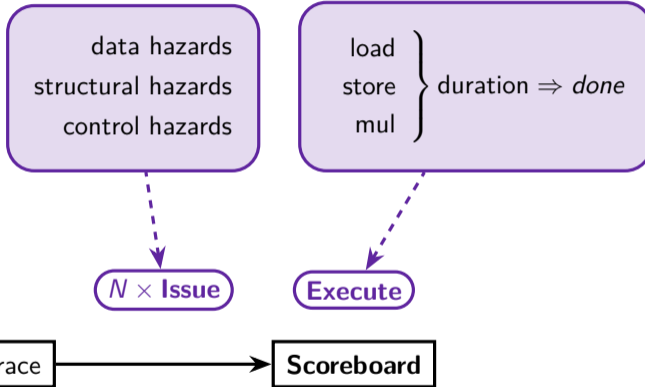 data hazards
structural hazards
control hazards
load
store
mul
duration ⇒ done
N × Issue
Execute
race
Scoreboard